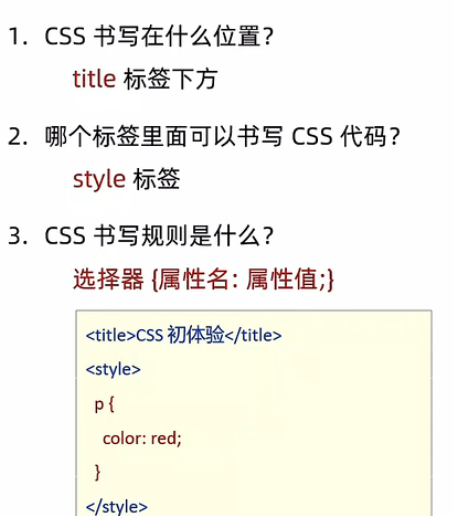 1. CSS 书写在什么位置？
title 标签下方
2. 哪个标签里面可以书写 CSS 代码？
style 标签
3. CSS 书写规则是什么？
选择器 {属性名: 属性值;}
<title>CSS 初体验</title>
<style>
p {
color: red;
}
</style>